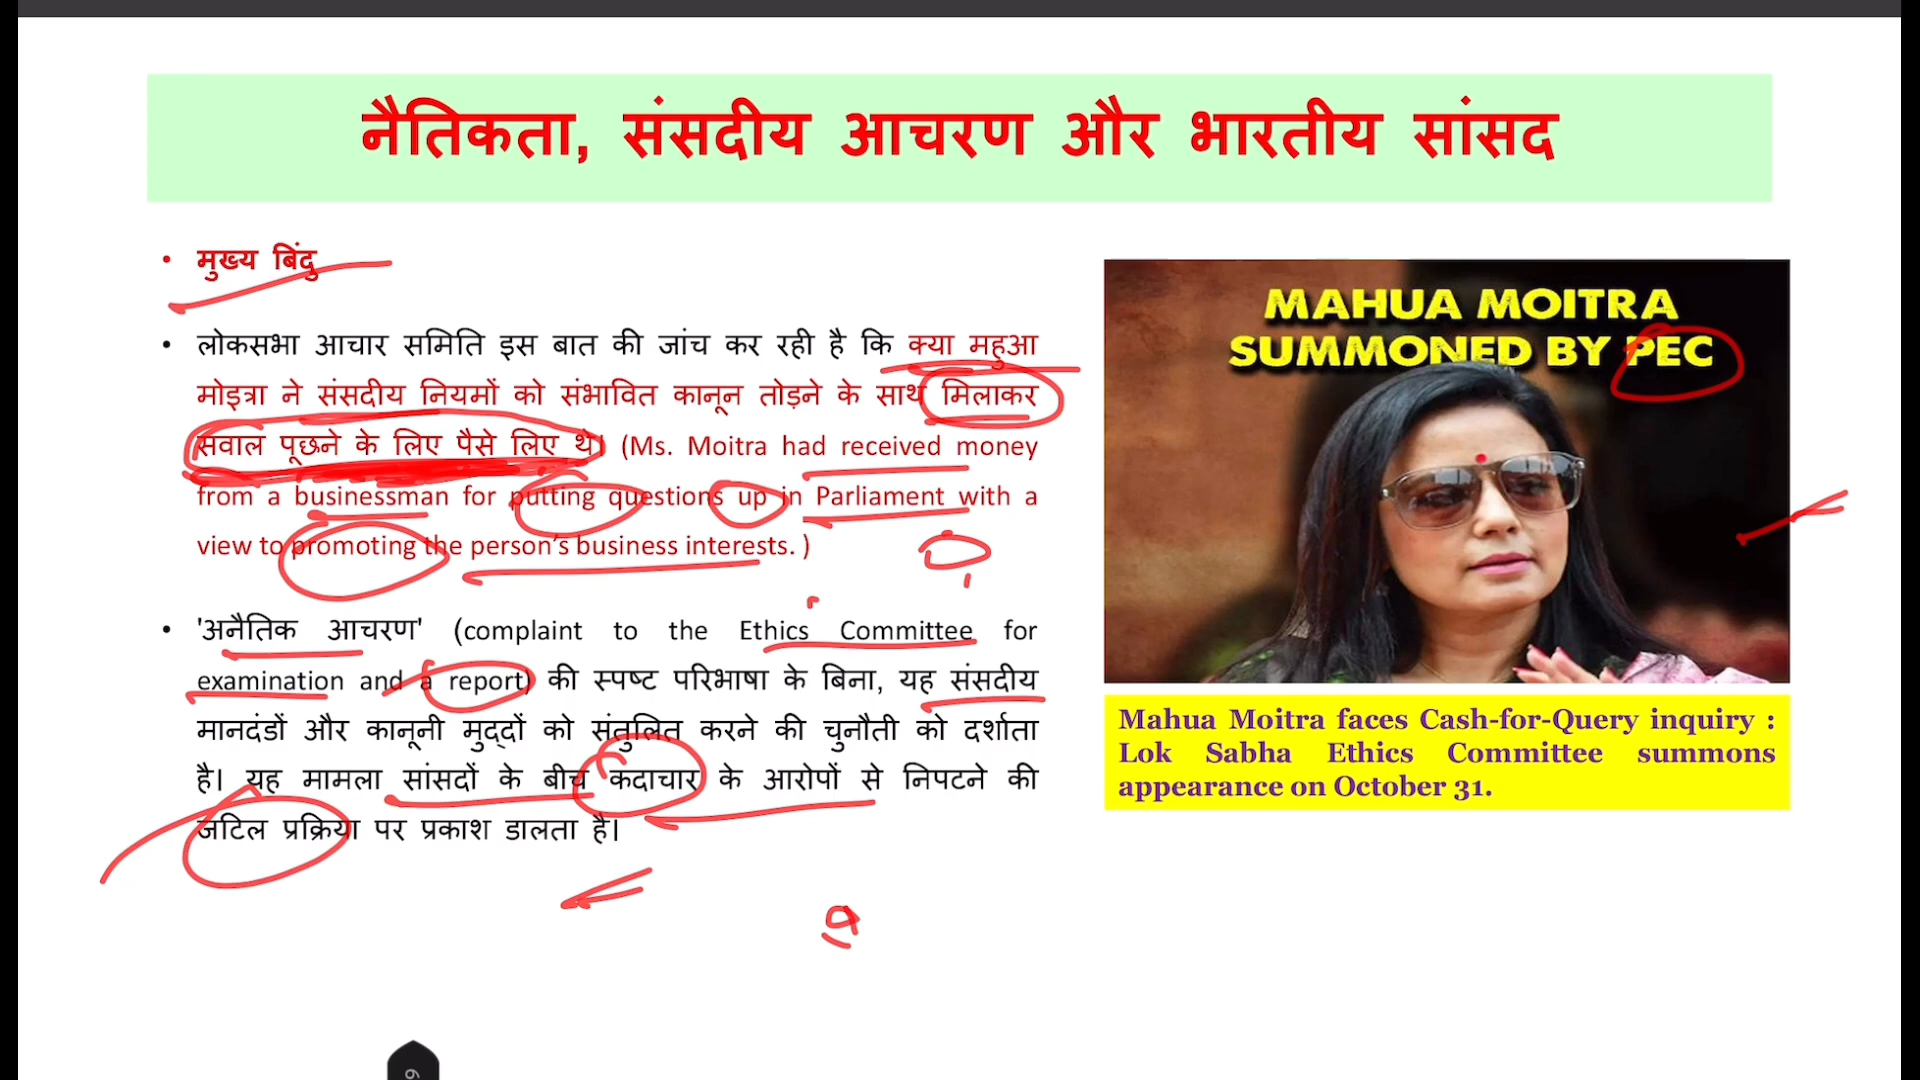 नैतिकता, संसदीय आचरण और भारतीय सांसद
• मुख्य बिंदु
• लोकसभा आचार समिति इस बात की जांच कर रही है कि क्या महुआ
मोइत्रा ने संसदीय नियमों को संभावित कानून तोड़ने के साथ मिलाकर
सवाल पूछने के लिए पैसे लिए थे। (Ms. Moitra had received money
from a businessman for putting questions up in Parliament with a
view to promoting the person’s business interests. )
• 'अनैतिक आचरण' (complaint to the Ethics Committee for
examination and a report) की स्पष्ट परिभाषा के बिना, यह संसदीय
मानदंडों और कानूनी मुद्दों को संतुलित करने की चुनौती को दर्शाता
है। यह मामला सांसदों के बीच कदाचार के आरोपों से निपटने की
जटिल प्रक्रिया पर प्रकाश डालता है।
MAHUA MOITRA
SUMMONED BY PEC
Mahua Moitra faces Cash-for-Query inquiry :
Lok Sabha Ethics Committee summons
appearance on October 31.